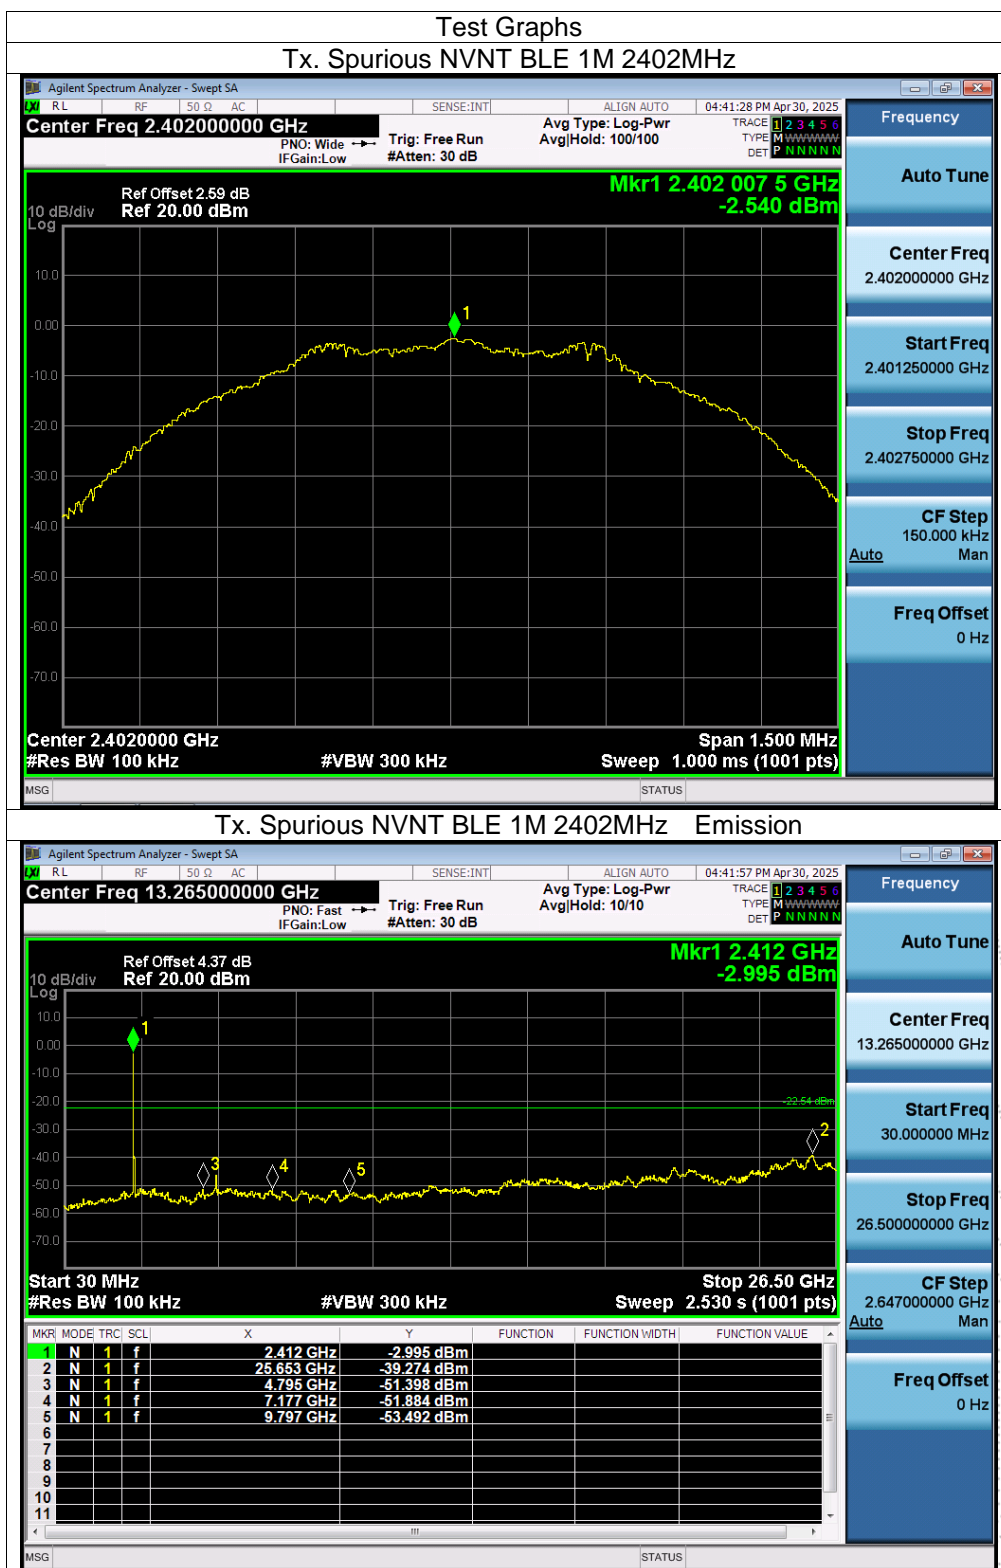 Test Graphs
Tx. Spurious NVNT BLE 1M 2402MHz
Agilent Spectrum Analyzer - Swept SA
LXI RL RF 50 Ω AC SENSE:INT ALIGN AUTO 04:41:28 PM Apr 30, 2025
Center Freq 2.402000000 GHz
PNO: Wide
IFGain:Low
Trig: Free Run
#Atten: 30 dB
Avg Type: Log-Pwr
Avg|Hold: 100/100
TRACE 1 2 3 4 5 6
TYPE M WWWWW
DET P N N N N N
Ref Offset 2.59 dB
10 dB/div Ref 20.00 dBm
Log
Mkr1 2.402 007 5 GHz
-2.540 dBm
1
10.0
0.00
-10.0
-20.0
-30.0
-40.0
-50.0
-60.0
-70.0
Center 2.4020000 GHz Span 1.500 MHz
#Res BW 100 kHz #VBW 300 kHz Sweep 1.000 ms (1001 pts)
MSG STATUS
Frequency
Auto Tune
Center Freq
2.402000000 GHz
Start Freq
2.401250000 GHz
Stop Freq
2.402750000 GHz
CF Step
150.000 kHz
Auto Man
Freq Offset
0 Hz
Tx. Spurious NVNT BLE 1M 2402MHz Emission
Agilent Spectrum Analyzer - Swept SA
LXI RL RF 50 Ω AC SENSE:INT ALIGN AUTO 04:41:57 PM Apr 30, 2025
Center Freq 13.265000000 GHz
PNO: Fast
IFGain:Low
Trig: Free Run
#Atten: 30 dB
Avg Type: Log-Pwr
Avg|Hold: 10/10
TRACE 1 2 3 4 5 6
TYPE M WWWWW
DET P N N N N N
Ref Offset 4.37 dB
10 dB/div Ref 20.00 dBm
Log
Mkr1 2.412 GHz
-2.995 dBm
10.0
0.00
-10.0
-20.0
-30.0
-40.0
-50.0
-60.0
-70.0
1
-22.54 dBm
2
3
4
5
Start 30 MHz Stop 26.50 GHz
#Res BW 100 kHz #VBW 300 kHz Sweep 2.530 s (1001 pts)
MKR MODE TRC SCL X Y FUNCTION FUNCTION WIDTH FUNCTION VALUE
1 N 1 f 2.412 GHz -2.995 dBm
2 N 1 f 25.653 GHz -39.274 dBm
3 N 1 f 4.795 GHz -51.398 dBm
4 N 1 f 7.177 GHz -51.884 dBm
5 N 1 f 9.797 GHz -53.492 dBm
6
7
8
9
10
11
MSG STATUS
Frequency
Auto Tune
Center Freq
13.265000000 GHz
Start Freq
30.000000 MHz
Stop Freq
26.500000000 GHz
CF Step
2.647000000 GHz
Auto Man
Freq Offset
0 Hz